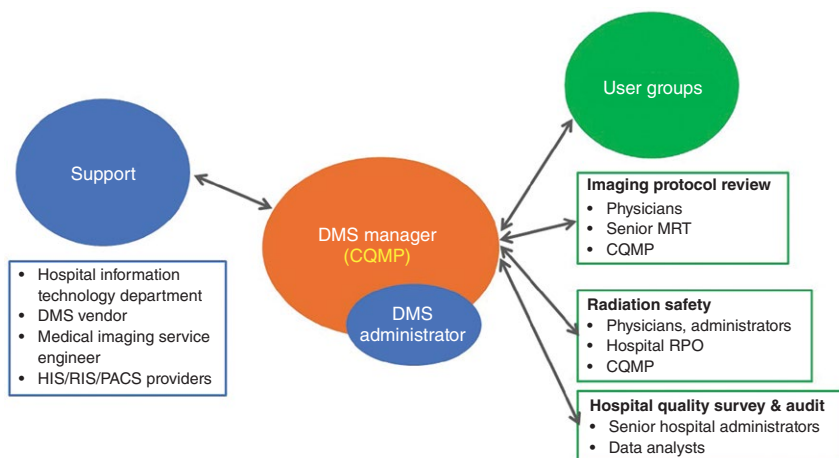 Support
• Hospital information
technology department
• DMS vendor
• Medical imaging service
engineer
• HIS/RIS/PACS providers
DMS manager
(CQMP)
DMS
administrator
User groups
Imaging protocol review
• Physicians
• Senior MRT
• CQMP
Radiation safety
• Physicians, administrators
• Hospital RPO
• CQMP
Hospital quality survey & audit
• Senior hospital administrators
• Data analysts